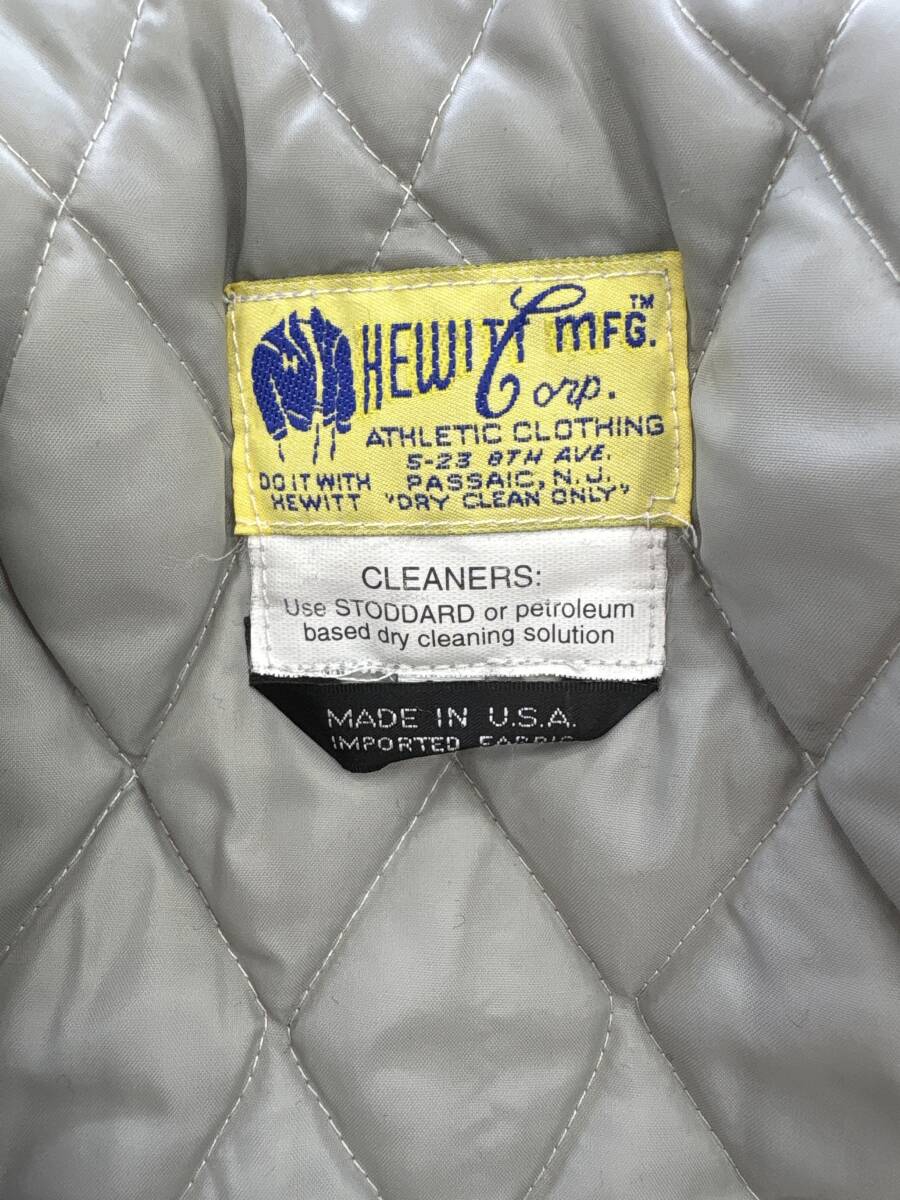 HEWITT MFG.™
Corp.
ATHLETIC CLOTHING
5-23 8TH AVE.
DO IT WITH PASSAIC, N.J.
HEWITT "DRY CLEAN ONLY"
CLEANERS:
Use STODDARD or petroleum
based dry cleaning solution
MADE IN U.S.A.
IMPORTED FABRIC